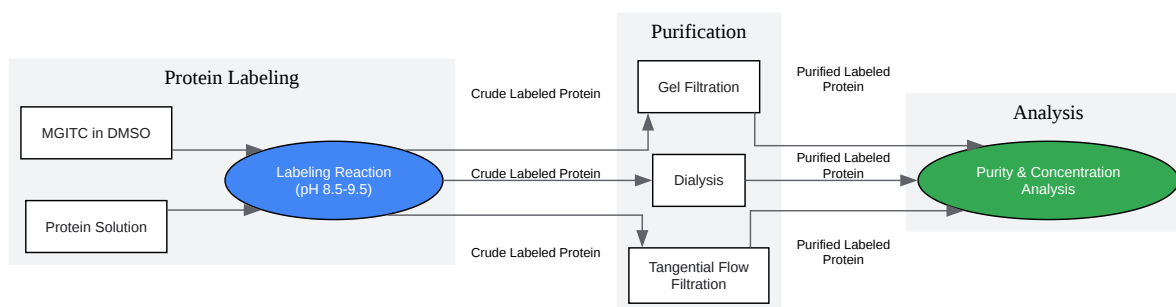 Protein Labeling
MGITC in DMSO
Protein Solution
Labeling Reaction
(pH 8.5-9.5)
Crude Labeled Protein
Crude Labeled Protein
Crude Labeled Protein
Purification
Gel Filtration
Dialysis
Tangential Flow
Filtration
Purified Labeled
Protein
Purified Labeled
Protein
Purified Labeled
Protein
Analysis
Purity & Concentration
Analysis